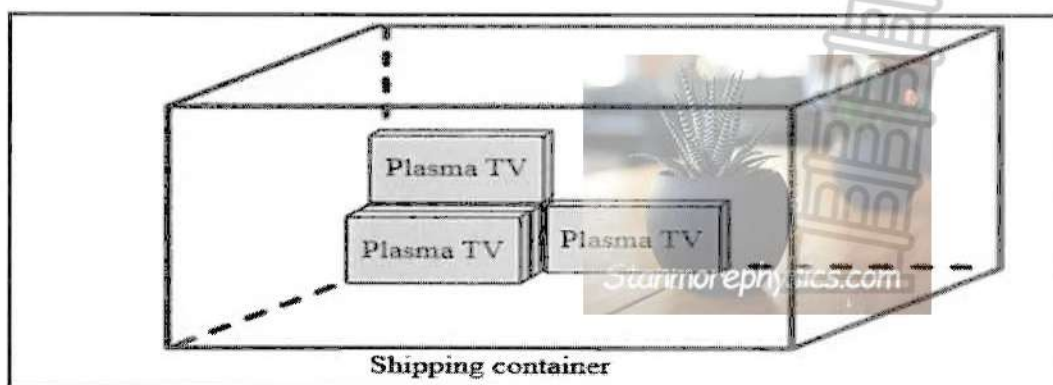 Plasma TV
Plasma TV Plasma TV
Stanmorephysics.com
Shipping container